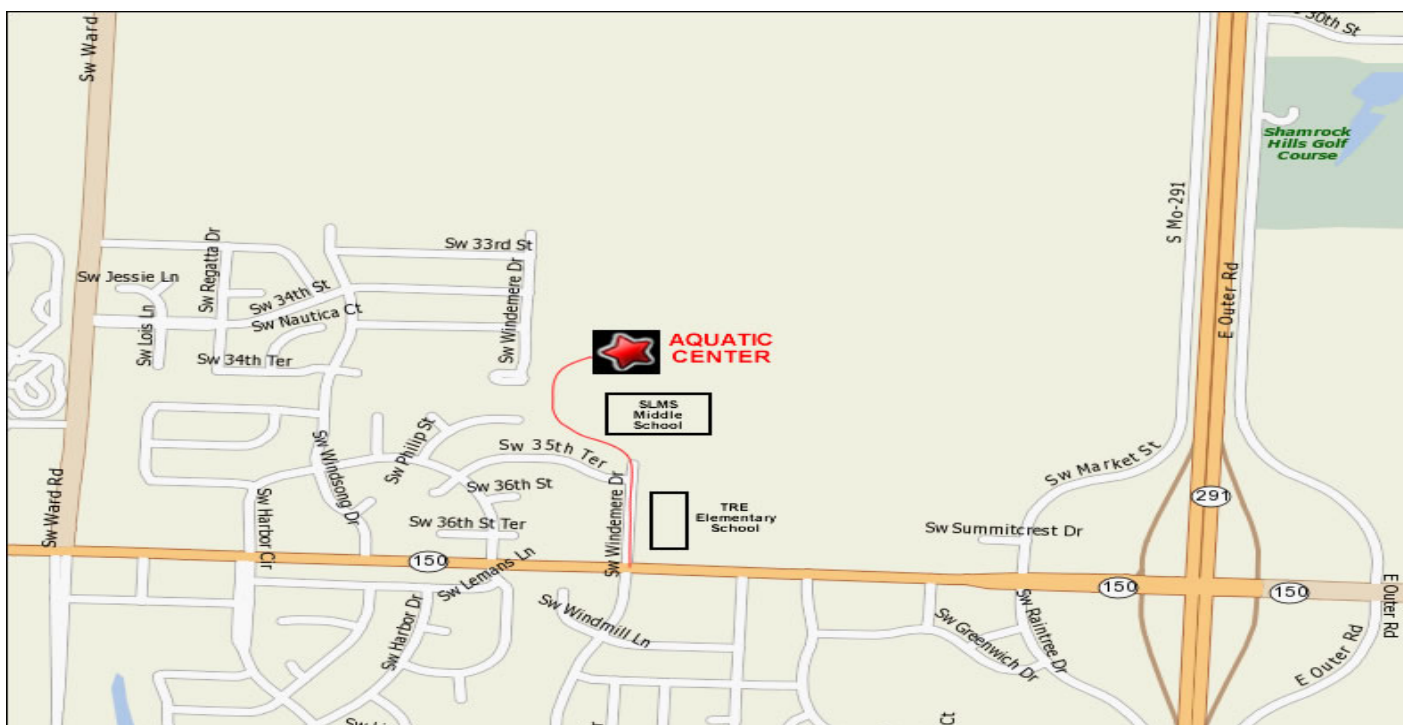 Sw Ward
30th St
Shamrock
Hills Golf
Course
S Mo-291
E Outer Rd
Sw 33rd St
Sw Regatta Dr
Sw Jessie Ln
Sw 34th St
Sw Nautica Ct
Sw Lois Ln
Sw 34th Ter
Sw Windemere Dr
AQUATIC
CENTER
SLMS
Middle
School
Sw 35th Ter
Sw Philip St
Sw Windsong Dr
Sw 36th St
Sw 36th St Ter
Sw Windemere Dr
TRE
Elementary
School
Sw Market St
291
Sw Summitcrest Dr
Sw Ward Rd
Sw Harbor Cir
150
Sw Lemans Ln
150
150
E Outer Rd
Sw Harbor Dr
Sw Windmill Ln
Sw Greenwich Dr
Sw Raintree Dr
E Outer Rd
Ct